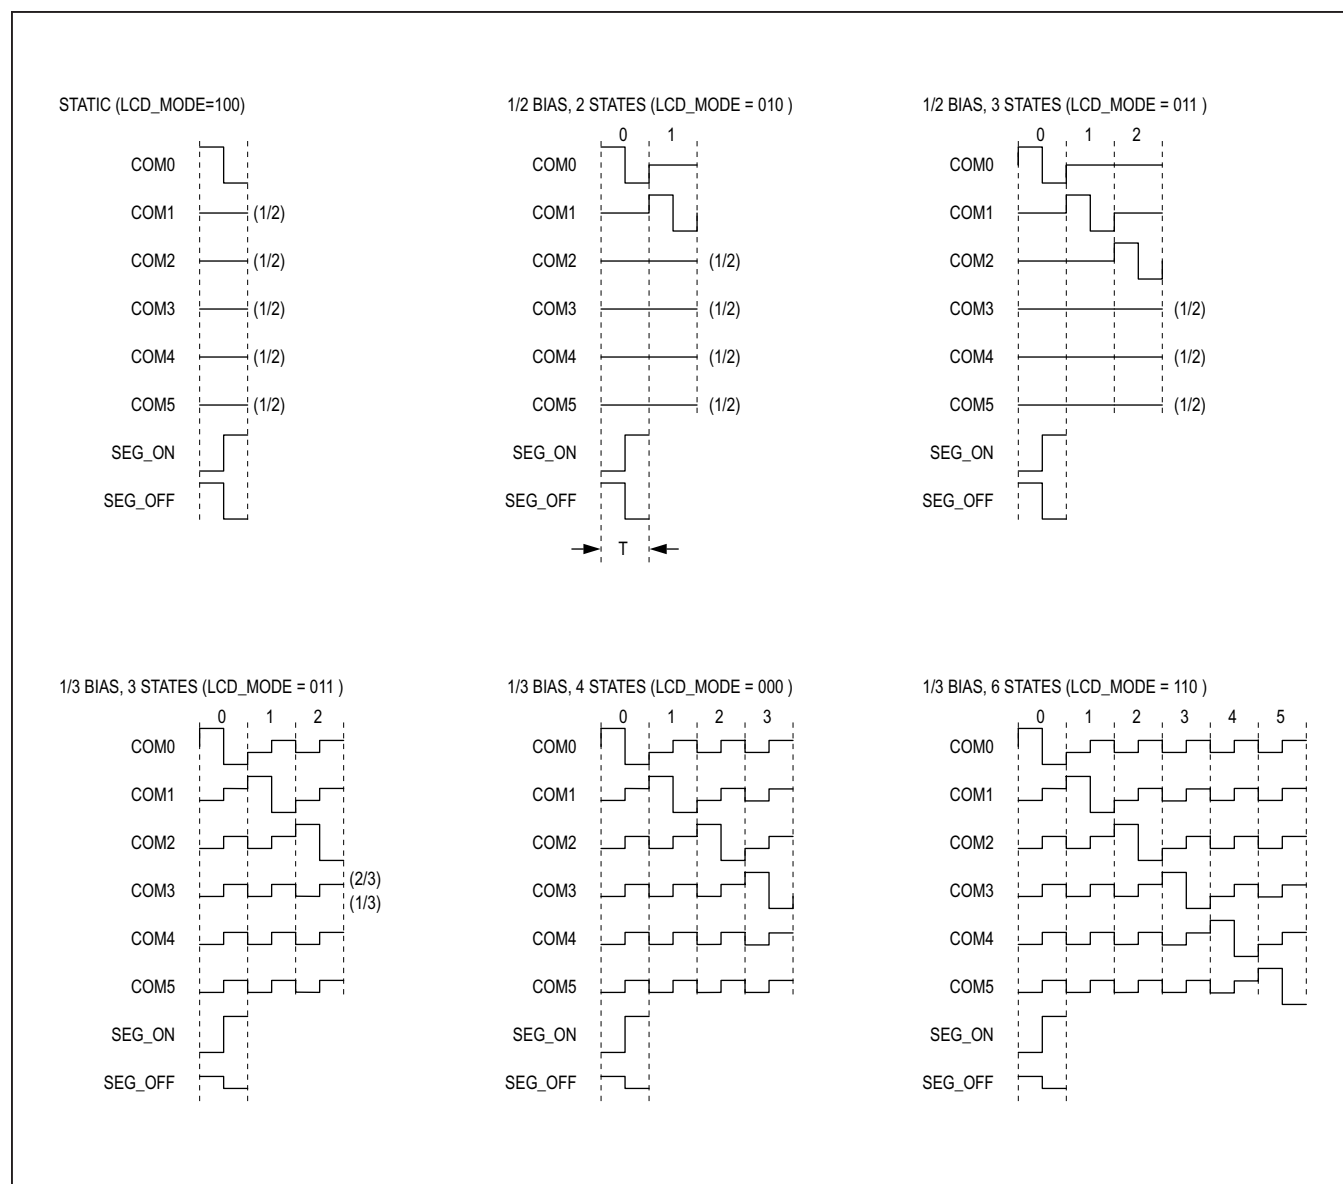 STATIC (LCD_MODE=100)
COM0
COM1 (1/2)
COM2 (1/2)
COM3 (1/2)
COM4 (1/2)
COM5 (1/2)
SEG_ON
SEG_OFF
1/2 BIAS, 2 STATES (LCD_MODE = 010 )
0 1
COM0
COM1
COM2 (1/2)
COM3 (1/2)
COM4 (1/2)
COM5 (1/2)
SEG_ON
SEG_OFF
T
1/2 BIAS, 3 STATES (LCD_MODE = 011 )
0 1 2
COM0
COM1
COM2
COM3 (1/2)
COM4 (1/2)
COM5 (1/2)
SEG_ON
SEG_OFF
1/3 BIAS, 3 STATES (LCD_MODE = 011 )
0 1 2
COM0
COM1
COM2
(2/3)
COM3
(1/3)
COM4
COM5
SEG_ON
SEG_OFF
1/3 BIAS, 4 STATES (LCD_MODE = 000 )
0 1 2 3
COM0
COM1
COM2
COM3
COM4
COM5
SEG_ON
SEG_OFF
1/3 BIAS, 6 STATES (LCD_MODE = 110 )
0 1 2 3 4 5
COM0
COM1
COM2
COM3
COM4
COM5
SEG_ON
SEG_OFF